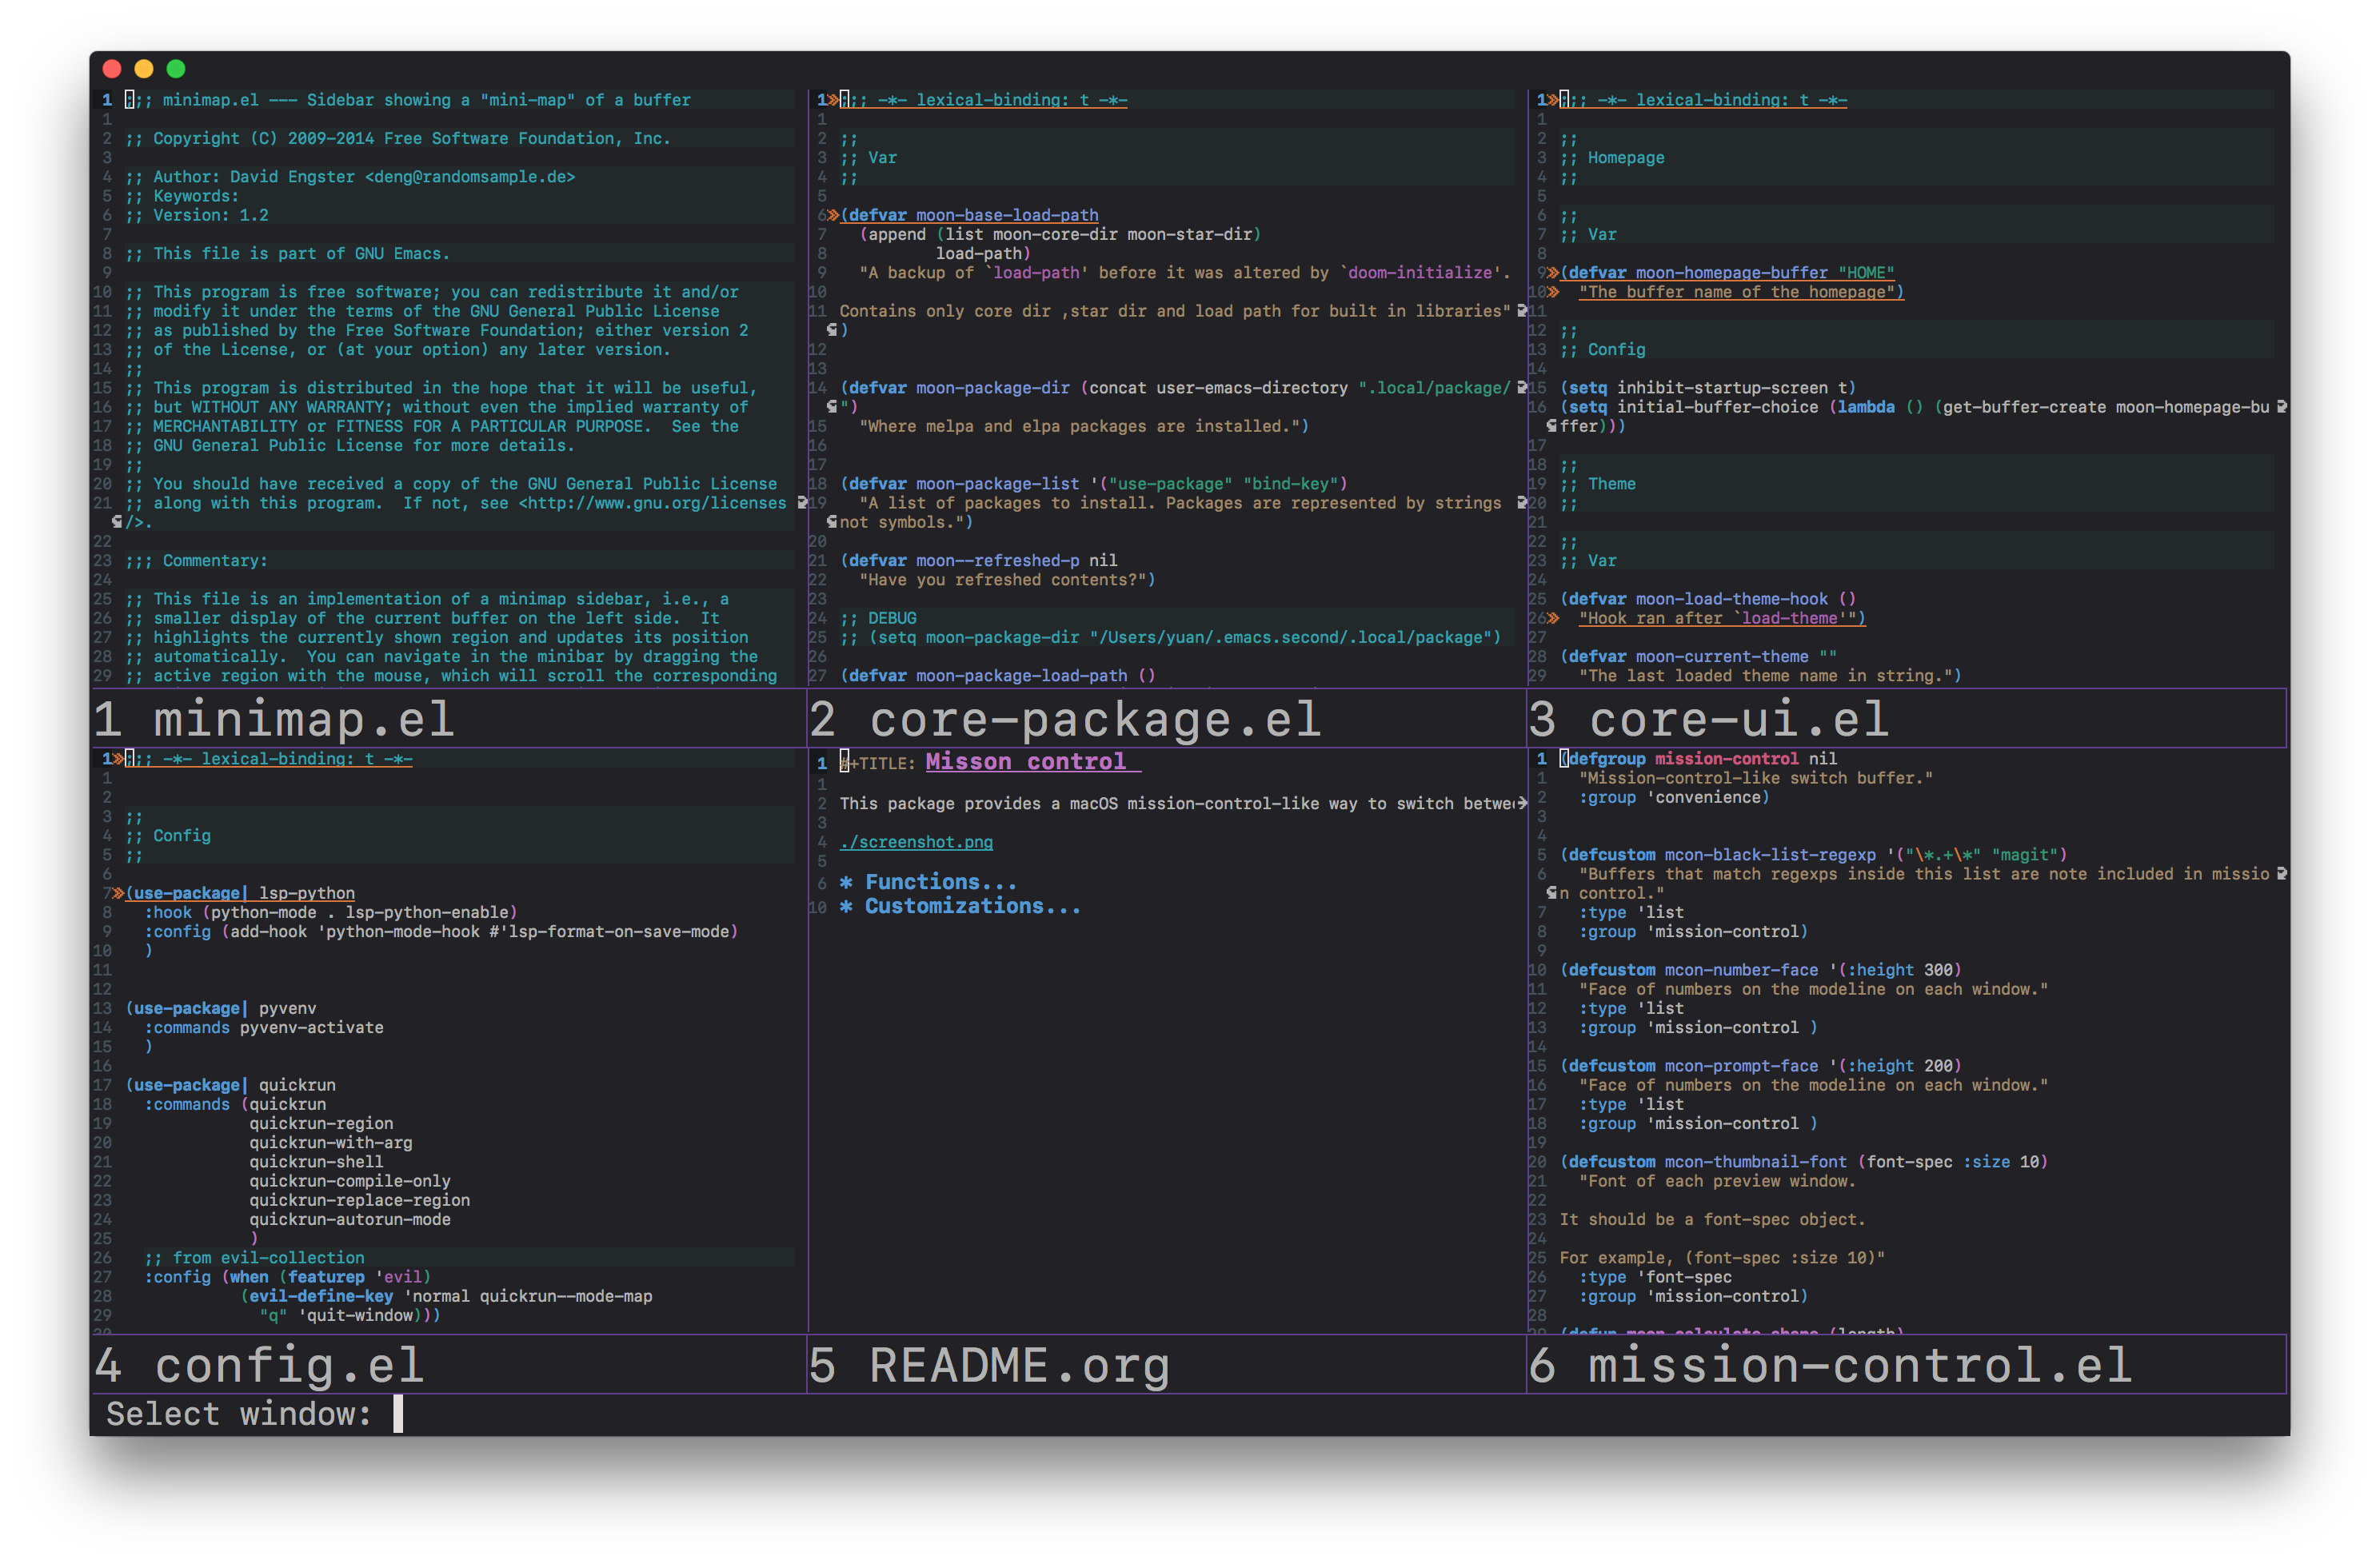 1 ;;; minimap.el --- Sidebar showing a "mini-map" of a buffer
1
2 ;; Copyright (C) 2009-2014 Free Software Foundation, Inc.
3
4 ;; Author: David Engster <deng@randomsample.de>
5 ;; Keywords:
6 ;; Version: 1.2
7
8 ;; This file is part of GNU Emacs.
9
10 ;; This program is free software; you can redistribute it and/or
11 ;; modify it under the terms of the GNU General Public License
12 ;; as published by the Free Software Foundation; either version 2
13 ;; of the License, or (at your option) any later version.
14 ;;
15 ;; This program is distributed in the hope that it will be useful,
16 ;; but WITHOUT ANY WARRANTY; without even the implied warranty of
17 ;; MERCHANTABILITY or FITNESS FOR A PARTICULAR PURPOSE.  See the
18 ;; GNU General Public License for more details.
19 ;;
20 ;; You should have received a copy of the GNU General Public License
21 ;; along with this program.  If not, see <http://www.gnu.org/licenses
/>.
22
23 ;;; Commentary:
24
25 ;; This file is an implementation of a minimap sidebar, i.e., a
26 ;; smaller display of the current buffer on the left side.  It
27 ;; highlights the currently shown region and updates its position
28 ;; automatically.  You can navigate in the minibar by dragging the
29 ;; active region with the mouse, which will scroll the corresponding
1 minimap.el
1 ;;; -*- lexical-binding: t -*-
1
2 ;;
3 ;; Var
4 ;;
5
6 (defvar moon-base-load-path
7   (append (list moon-core-dir moon-star-dir)
8           load-path)
9   "A backup of `load-path' before it was altered by `doom-initialize'.
10
11 Contains only core dir ,star dir and load path for built in libraries"
)
12
13
14 (defvar moon-package-dir (concat user-emacs-directory ".local/package/
")
15   "Where melpa and elpa packages are installed.")
16
17
18 (defvar moon-package-list '("use-package" "bind-key")
19   "A list of packages to install. Packages are represented by strings
not symbols.")
20
21 (defvar moon--refreshed-p nil
22   "Have you refreshed contents?")
23
24 ;; DEBUG
25 ;; (setq moon-package-dir "/Users/yuan/.emacs.second/.local/package")
26
27 (defvar moon-package-load-path ()
2 core-package.el
1 ;;; -*- lexical-binding: t -*-
1
2 ;;
3 ;; Homepage
4 ;;
5
6 ;;
7 ;; Var
8
9 (defvar moon-homepage-buffer "HOME"
10   "The buffer name of the homepage")
11
12 ;;
13 ;; Config
14
15 (setq inhibit-startup-screen t)
16 (setq initial-buffer-choice (lambda () (get-buffer-create moon-homepage-bu
ffer)))
17
18 ;;
19 ;; Theme
20 ;;
21
22 ;;
23 ;; Var
24
25 (defvar moon-load-theme-hook ()
26   "Hook ran after `load-theme'")
27
28 (defvar moon-current-theme ""
29   "The last loaded theme name in string.")
3 core-ui.el
1 ;;; -*- lexical-binding: t -*-
1
2
3 ;;
4 ;; Config
5 ;;
6
7 (use-package| lsp-python
8   :hook (python-mode . lsp-python-enable)
9   :config (add-hook 'python-mode-hook #'lsp-format-on-save-mode)
10   )
11
12
13 (use-package| pyvenv
14   :commands pyvenv-activate
15   )
16
17 (use-package| quickrun
18   :commands (quickrun
19              quickrun-region
20              quickrun-with-arg
21              quickrun-shell
22              quickrun-compile-only
23              quickrun-replace-region
24              quickrun-autorun-mode
25              )
26   ;; from evil-collection
27   :config (when (featurep 'evil)
28             (evil-define-key 'normal quickrun--mode-map
29               "q" 'quit-window)))
30
4 config.el
1 #+TITLE: Misson control
1
2 This package provides a macOS mission-control-like way to switch betwee
3
4 ./screenshot.png
5
6 * Functions...
10 * Customizations...
5 README.org
1 (defgroup mission-control nil
1   "Mission-control-like switch buffer."
2   :group 'convenience)
3
4
5 (defcustom mcon-black-list-regexp '("\*.+\*" "magit")
6   "Buffers that match regexps inside this list are note included in missio
n control."
7   :type 'list
8   :group 'mission-control)
9
10 (defcustom mcon-number-face '(:height 300)
11   "Face of numbers on the modeline on each window."
12   :type 'list
13   :group 'mission-control )
14
15 (defcustom mcon-prompt-face '(:height 200)
16   "Face of numbers on the modeline on each window."
17   :type 'list
18   :group 'mission-control )
19
20 (defcustom mcon-thumbnail-font (font-spec :size 10)
21   "Font of each preview window.
22
23 It should be a font-spec object.
24
25 For example, (font-spec :size 10)"
26   :type 'font-spec
27   :group 'mission-control)
28
29 (defun moon-calculate-shape (length)
6 mission-control.el
Select window: